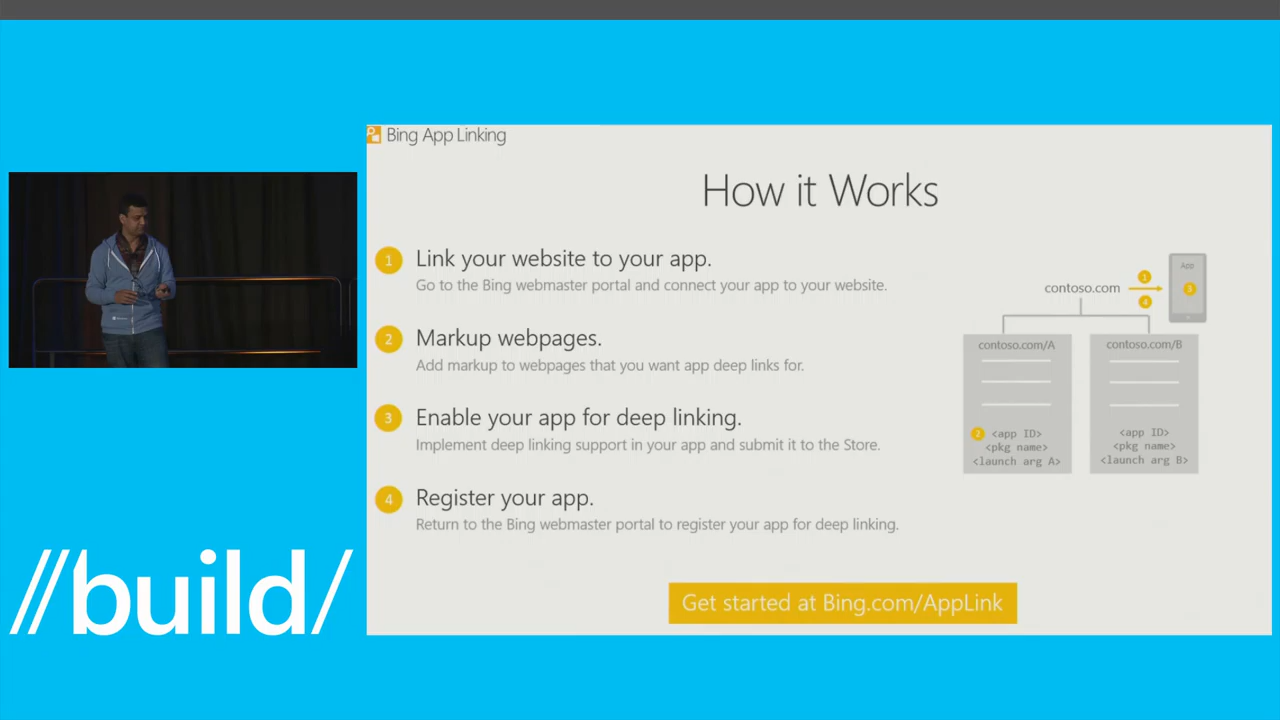 Bing App Linking
How it Works
1 Link your website to your app.
Go to the Bing webmaster portal and connect your app to your website.
2 Markup webpages.
Add markup to webpages that you want app deep links for.
3 Enable your app for deep linking.
Implement deep linking support in your app and submit it to the Store.
4 Register your app.
Return to the Bing webmaster portal to register your app for deep linking.
App
contoso.com 1
4
3
contoso.com/A
2 <app ID>
<pkg name>
<launch arg A>
contoso.com/B
<app ID>
<pkg name>
<launch arg B>
Get started at Bing.com/AppLink
//build/